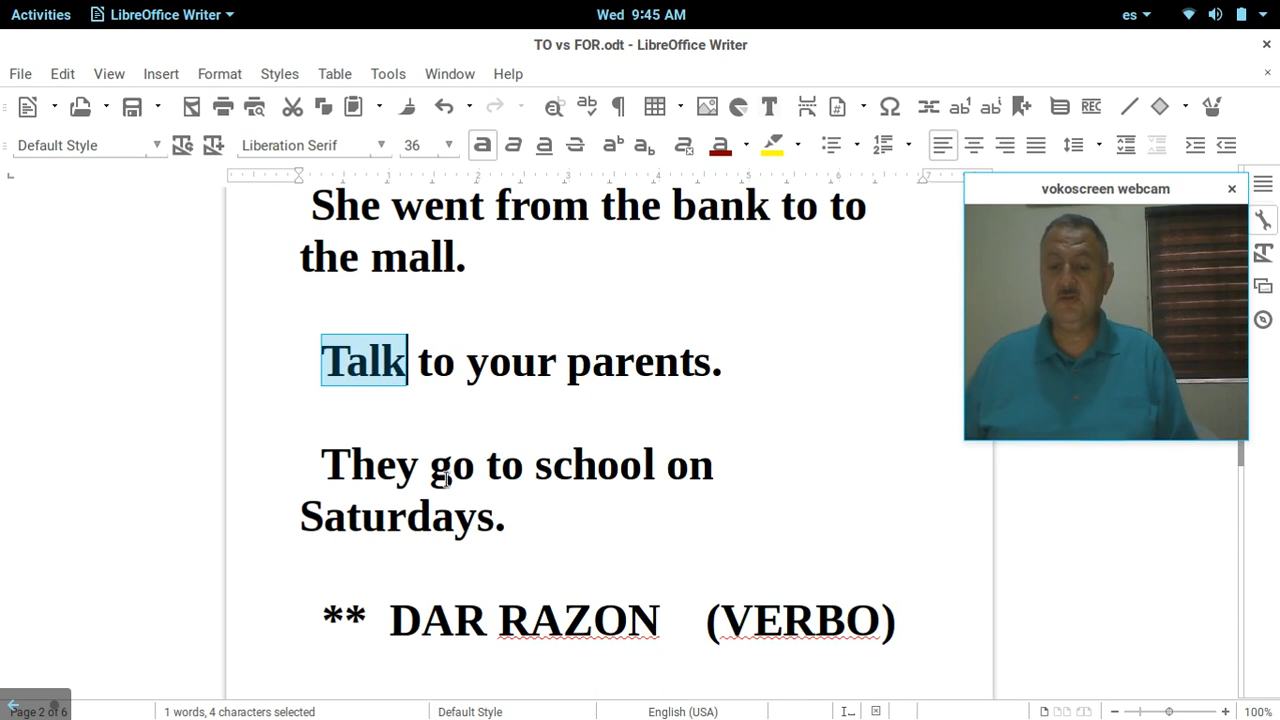 Activities LibreOffice Writer Wed 9:45 AM es
TO vs FOR.odt - LibreOffice Writer
File Edit View Insert Format Styles Table Tools Window Help
Default Style Liberation Serif 36
vokoscreen webcam
She went from the bank to to
the mall.
Talk to your parents.
They go to school on
Saturdays.
** DAR RAZON (VERBO)
Page 2 of 6 1 words, 4 characters selected Default Style English (USA) 100%